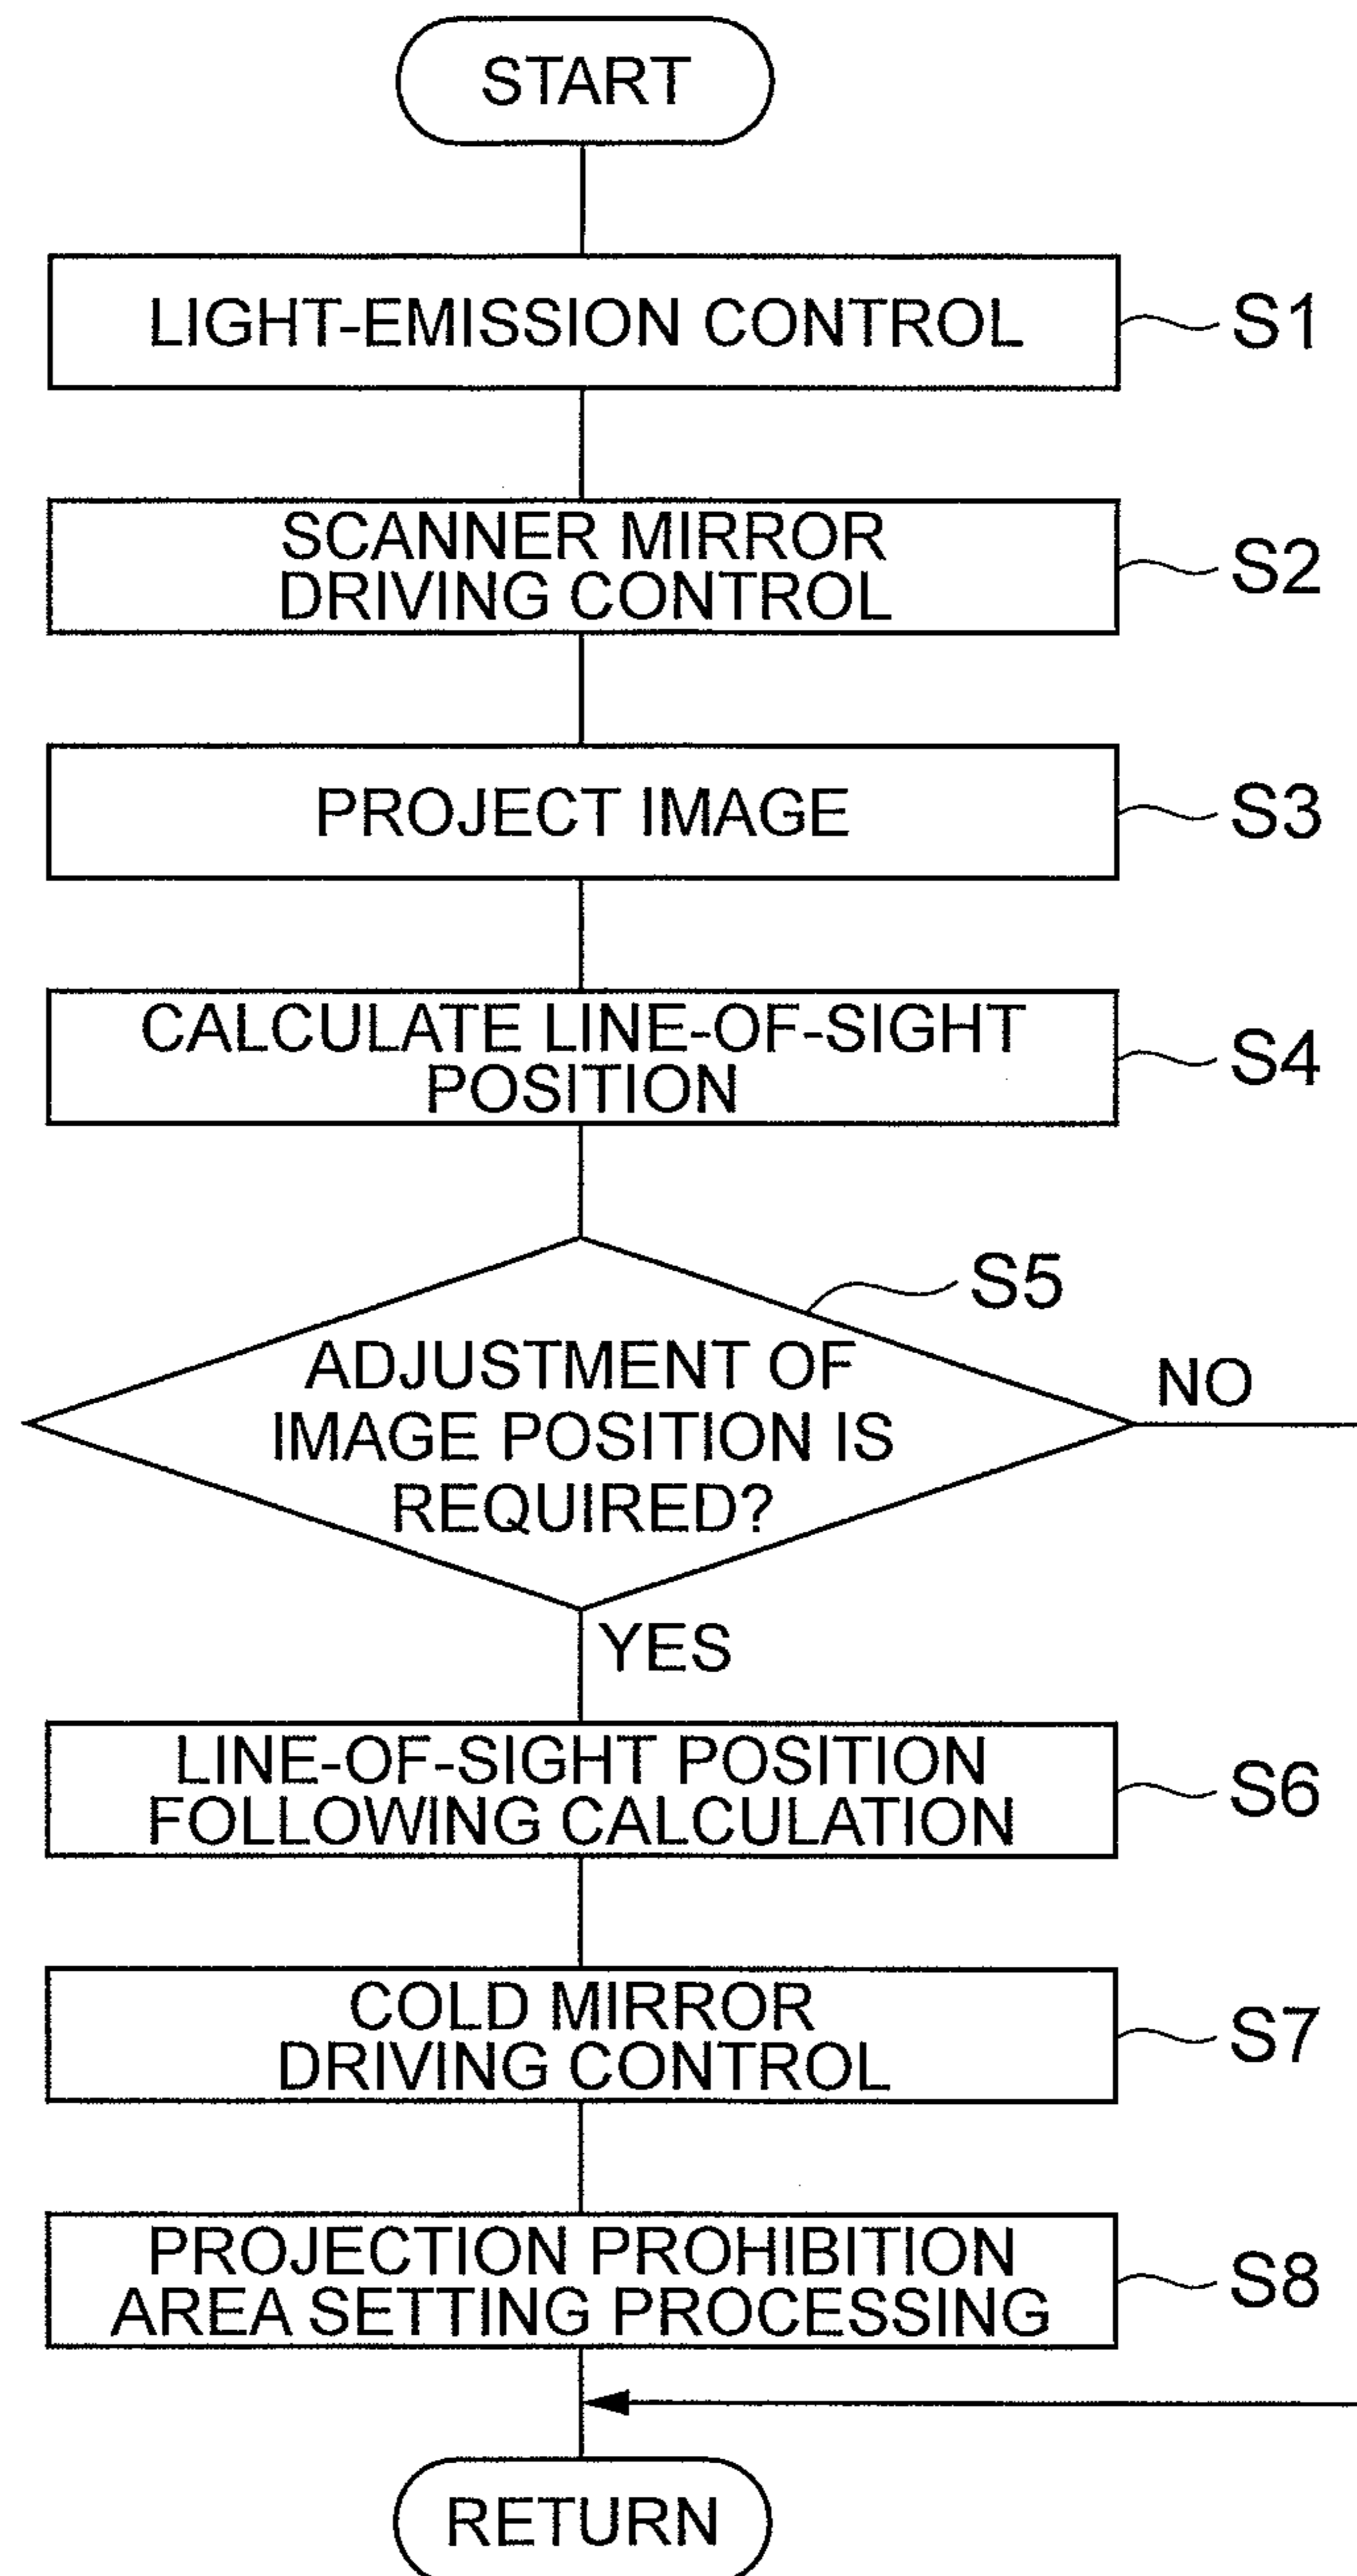 START
LIGHT-EMISSION CONTROL
S1
SCANNER MIRROR
DRIVING CONTROL
S2
PROJECT IMAGE
S3
CALCULATE LINE-OF-SIGHT
POSITION
S4
S5
ADJUSTMENT OF
IMAGE POSITION IS
REQUIRED?
NO
YES
LINE-OF-SIGHT POSITION
FOLLOWING CALCULATION
S6
COLD MIRROR
DRIVING CONTROL
S7
PROJECTION PROHIBITION
AREA SETTING PROCESSING
S8
RETURN